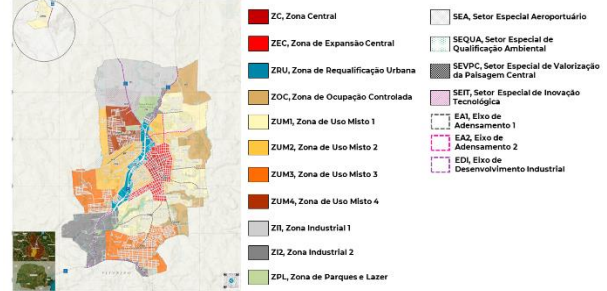 ZC, Zona Central
ZEC, Zona de Expansão Central
ZRU, Zona de Requalificação Urbana
ZOC, Zona de Ocupação Controlada
ZUM1, Zona de Uso Misto 1
ZUM2, Zona de Uso Misto 2
ZUM3, Zona de Uso Misto 3
ZUM4, Zona de Uso Misto 4
ZI1, Zona Industrial 1
ZI2, Zona Industrial 2
ZPL, Zona de Parques e Lazer
SEA, Setor Especial Aeroportuário
SEQUA, Setor Especial de
Qualificação Ambiental
SEVPC, Setor Especial de Valorização
da Paisagem Central
SEIT, Setor Especial de Inovação
Tecnológica
EA1, Eixo de
Adensamento 1
EA2, Eixo de
Adensamento 2
EDI, Eixo de
Desenvolvimento Industrial